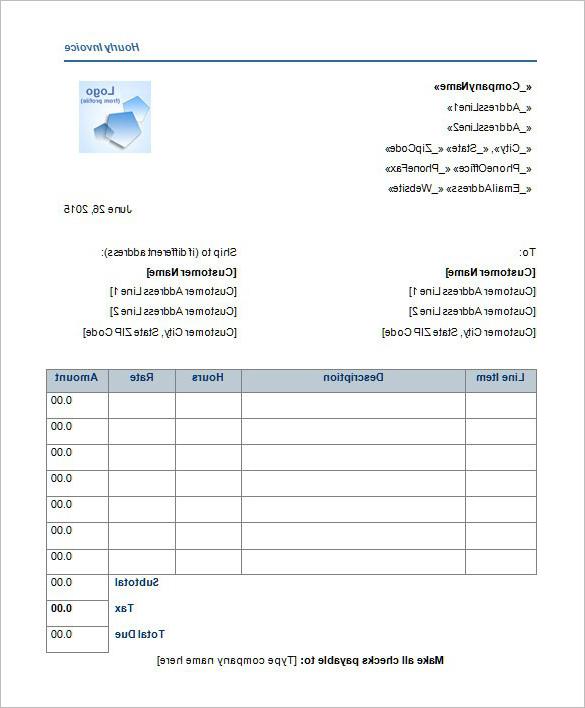 Hourly Invoice
Logo
(from profile)
«_CompanyName»
«_AddressLine1»
«_AddressLine2»
«_City», «_State» «_ZipCode»
«_PhoneOffice» «_PhoneFax»
«_EmailAddress» «_Website»
June 26, 2015
To:
[Customer Name]
[Customer Address Line 1]
[Customer Address Line 2]
[Customer City, State ZIP Code]
Ship to (if different address):
[Customer Name]
[Customer Address Line 1]
[Customer Address Line 2]
[Customer City, State ZIP Code]
Line Item Description Hours Rate Amount
0.00
0.00
0.00
0.00
0.00
0.00
0.00
Subtotal 0.00
Tax 0.00
Total Due 0.00
Make all checks payable to: [Type company name here]